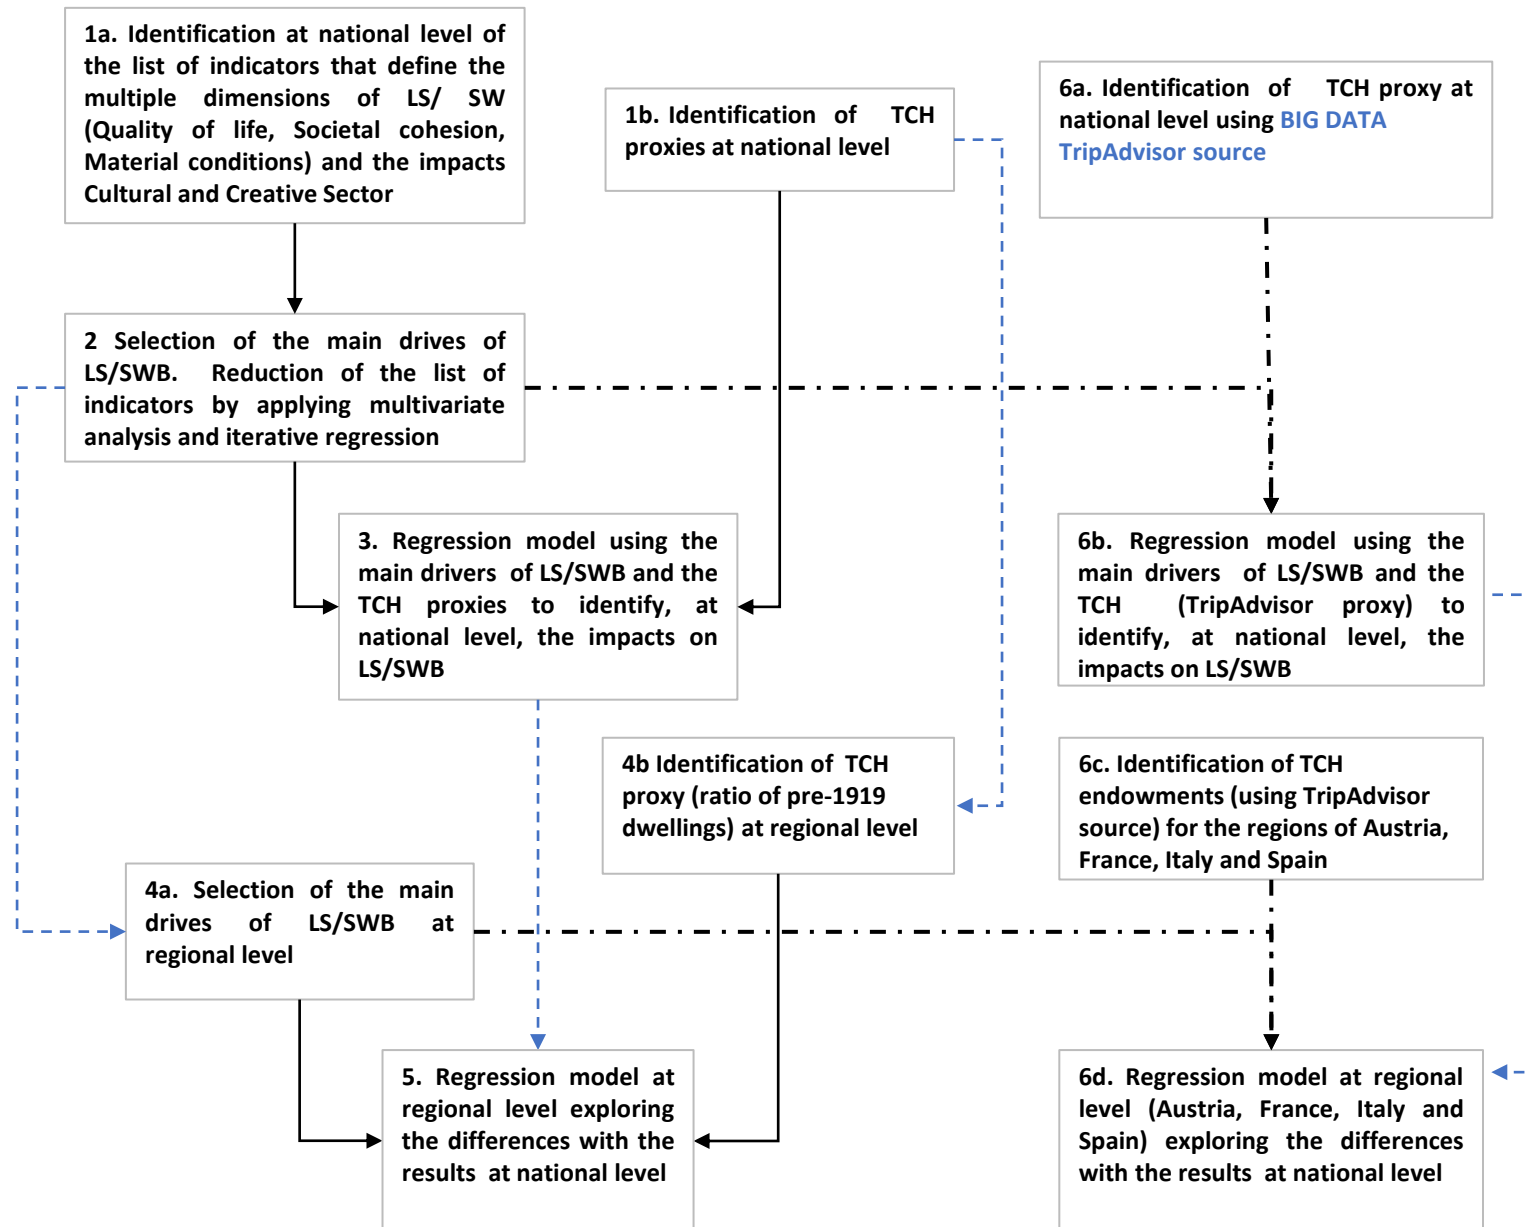 1a. Identification at national level of
the list of indicators that define the
multiple dimensions of LS/ SW
(Quality of life, Societal cohesion,
Material conditions) and the impacts
Cultural and Creative Sector
1b. Identification of TCH
proxies at national level
6a. Identification of TCH proxy at
national level using BIG DATA
TripAdvisor source
2 Selection of the main drives of
LS/SWB. Reduction of the list of
indicators by applying multivariate
analysis and iterative regression
3. Regression model using the
main drivers of LS/SWB and the
TCH proxies to identify, at
national level, the impacts on
LS/SWB
6b. Regression model using the
main drivers of LS/SWB and the
TCH (TripAdvisor proxy) to
identify, at national level, the
impacts on LS/SWB
4b Identification of TCH
proxy (ratio of pre-1919
dwellings) at regional level
6c. Identification of TCH
endowments (using TripAdvisor
source) for the regions of Austria,
France, Italy and Spain
4a. Selection of the main
drives of LS/SWB at
regional level
5. Regression model at
regional level exploring
the differences with the
results at national level
6d. Regression model at regional
level (Austria, France, Italy and
Spain) exploring the differences
with the results at national level